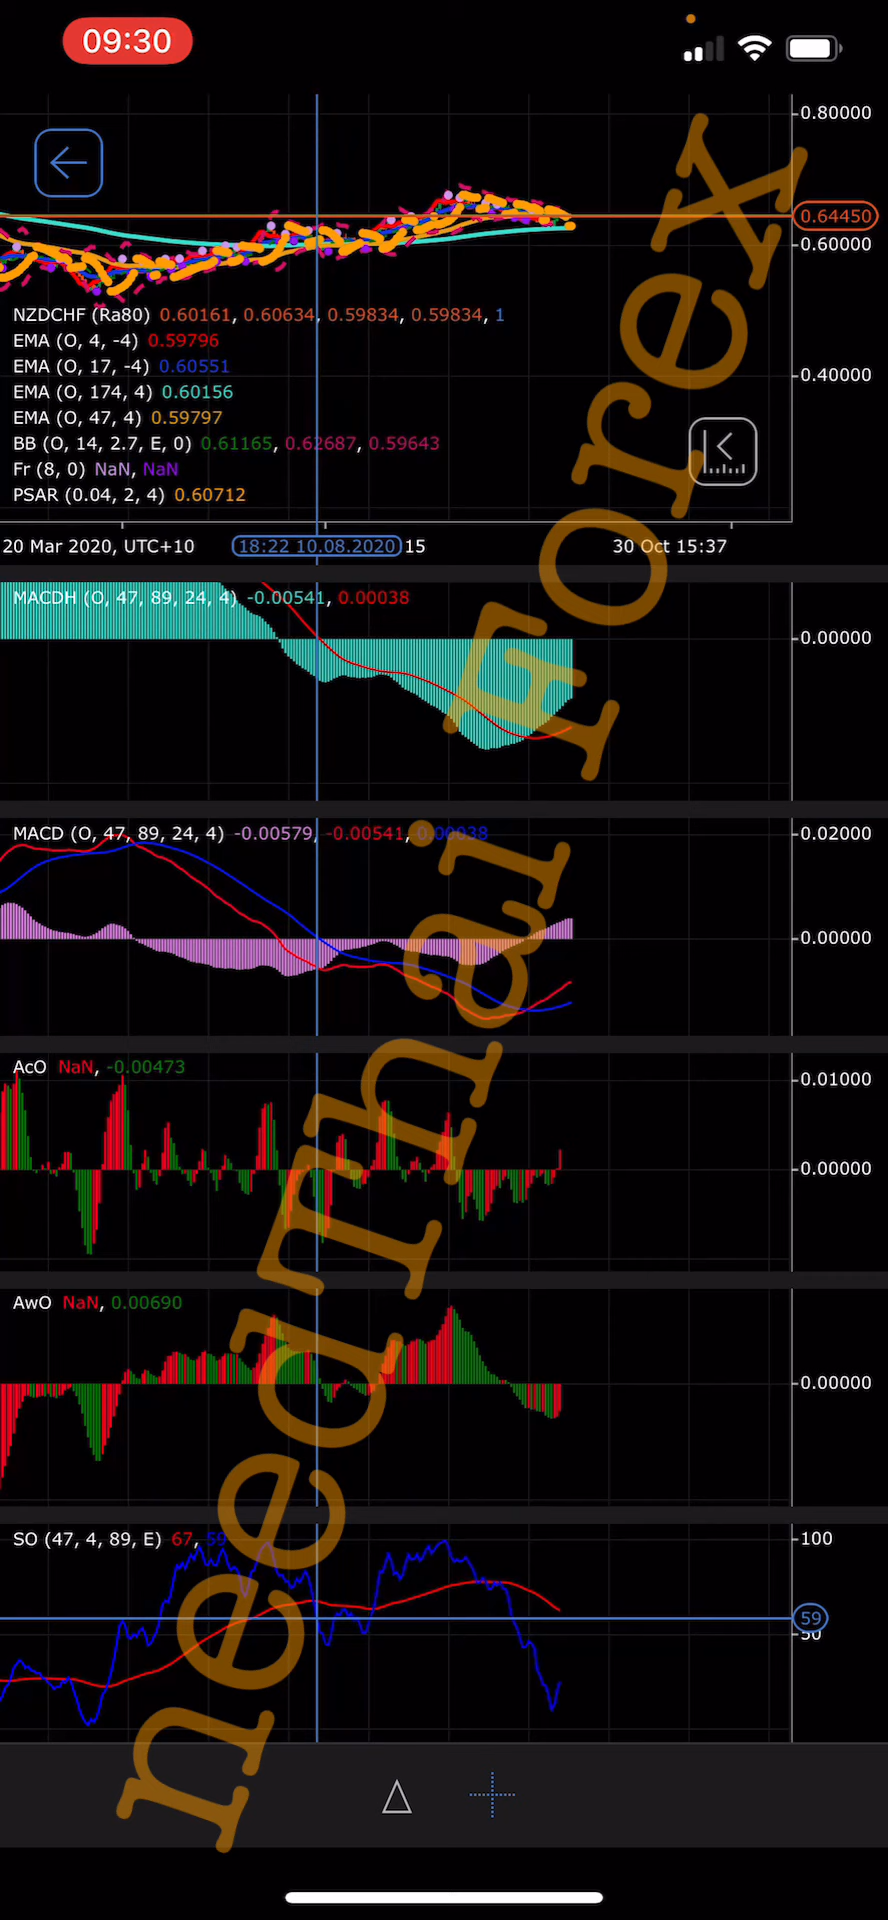 09:30
0.80000
0.64450
0.60000
NZDCHF (Ra80) 0.60161, 0.60634, 0.59834, 0.59834, 1
EMA (O, 4, -4) 0.59796
EMA (O, 17, -4) 0.60551
0.40000
EMA (O, 174, 4) 0.60156
EMA (O, 47, 4) 0.59797
BB (O, 14, 2.7, E, 0) 0.61165, 0.62687, 0.59643
Fr (8, 0) NaN, NaN
PSAR (0.04, 2, 4) 0.60712
20 Mar 2020, UTC+10 18:22 10.08.2020 15 30 Oct 15:37
MACDH (O, 47, 89, 24, 4) -0.00541, 0.00038
0.00000
MACD (O, 47, 89, 24, 4) -0.00579, -0.00541, 0.00038
0.02000
0.00000
AcO NaN, -0.00473
0.01000
0.00000
AwO NaN, 0.00690
0.00000
SO (47, 4, 89, E) 67, 59
100
59
50
needmhai Forex